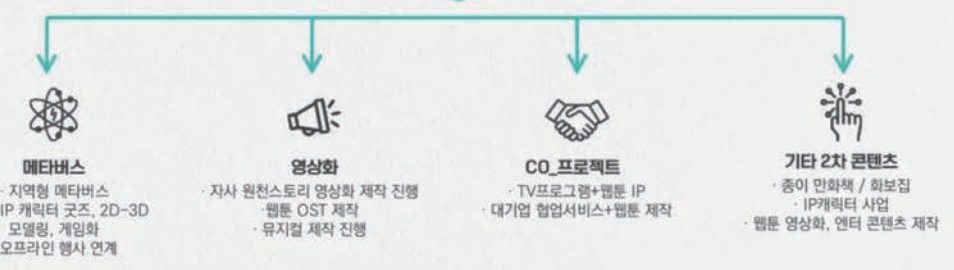 메타버스
· 지역형 메타버스
IP 캐릭터 굿즈, 2D-3D
모델링, 게임화
오프라인 행사 연계
영상화
· 자사 원천스토리 영상화 제작 진행
·웹툰 OST 제작
· 뮤지컬 제작 진행
CO_프로젝트
· TV프로그램+웹툰 IP
· 대기업 협업서비스+웹툰 제작
기타 2차 콘텐츠
· 종이 만화책 / 화보집
· IP캐릭터 사업
· 웹툰 영상화, 엔터 콘텐츠 제작